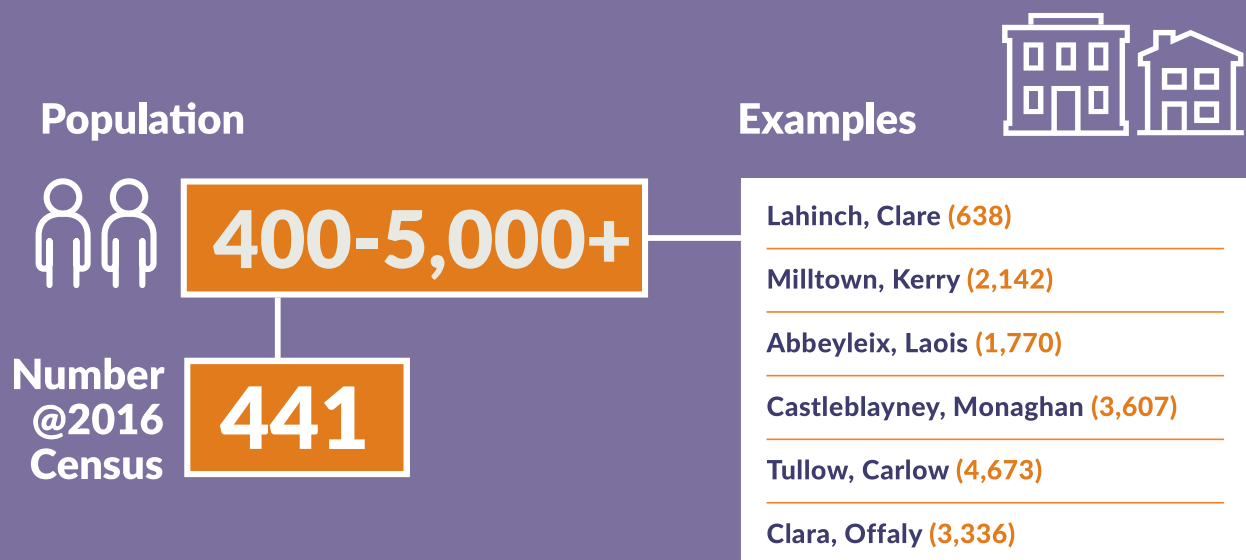 Population
400-5,000+
Number
@2016
Census
441
Examples
Lahinch, Clare (638)
Milltown, Kerry (2,142)
Abbeyleix, Laois (1,770)
Castleblayney, Monaghan (3,607)
Tullow, Carlow (4,673)
Clara, Offaly (3,336)